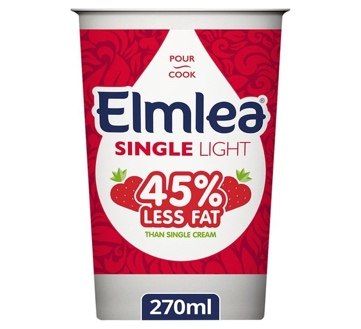 POUR
COOK
Elmlea®
SINGLE LIGHT
45%
LESS FAT
THAN SINGLE CREAM
270ml